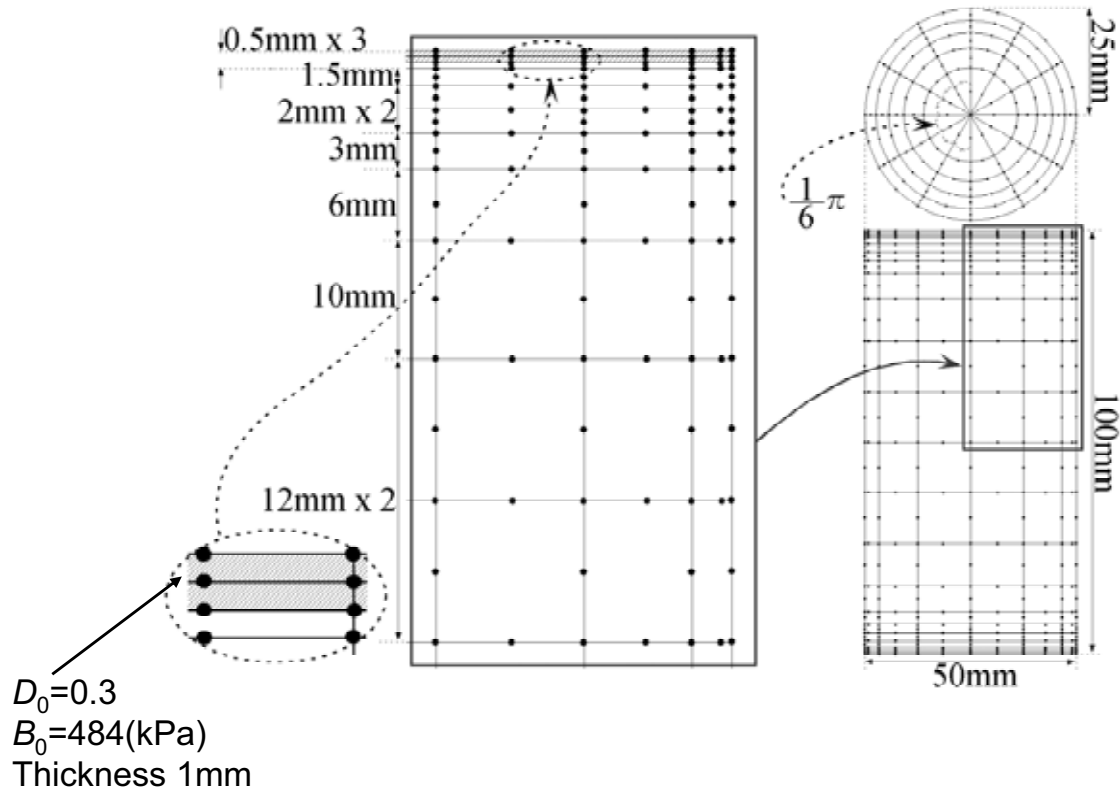 0.5mm x 3
1.5mm
2mm x 2
3mm
6mm
10mm
12mm x 2
D₀=0.3
B₀=484(kPa)
Thickness 1mm
25mm
1/6 π
100mm
50mm